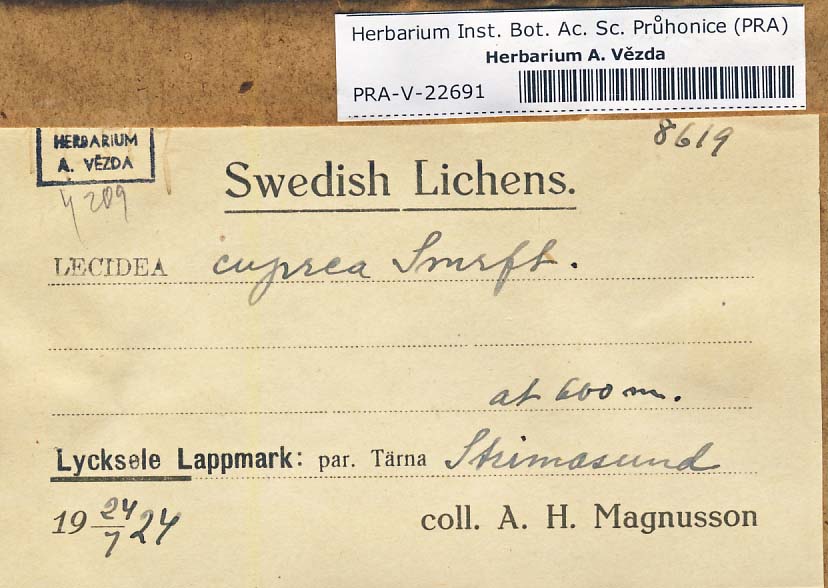 Herbarium Inst. Bot. Ac. Sc. Průhonice (PRA)
Herbarium A. Vězda
PRA-V-22691
8619
HERBARIUM
A. VĚZDA
4209
Swedish Lichens.
LECIDEA cuprea Smrft.
at 600 m.
Lycksele Lappmark: par. Tärna Strimasund
19 24/7 24
coll. A. H. Magnusson